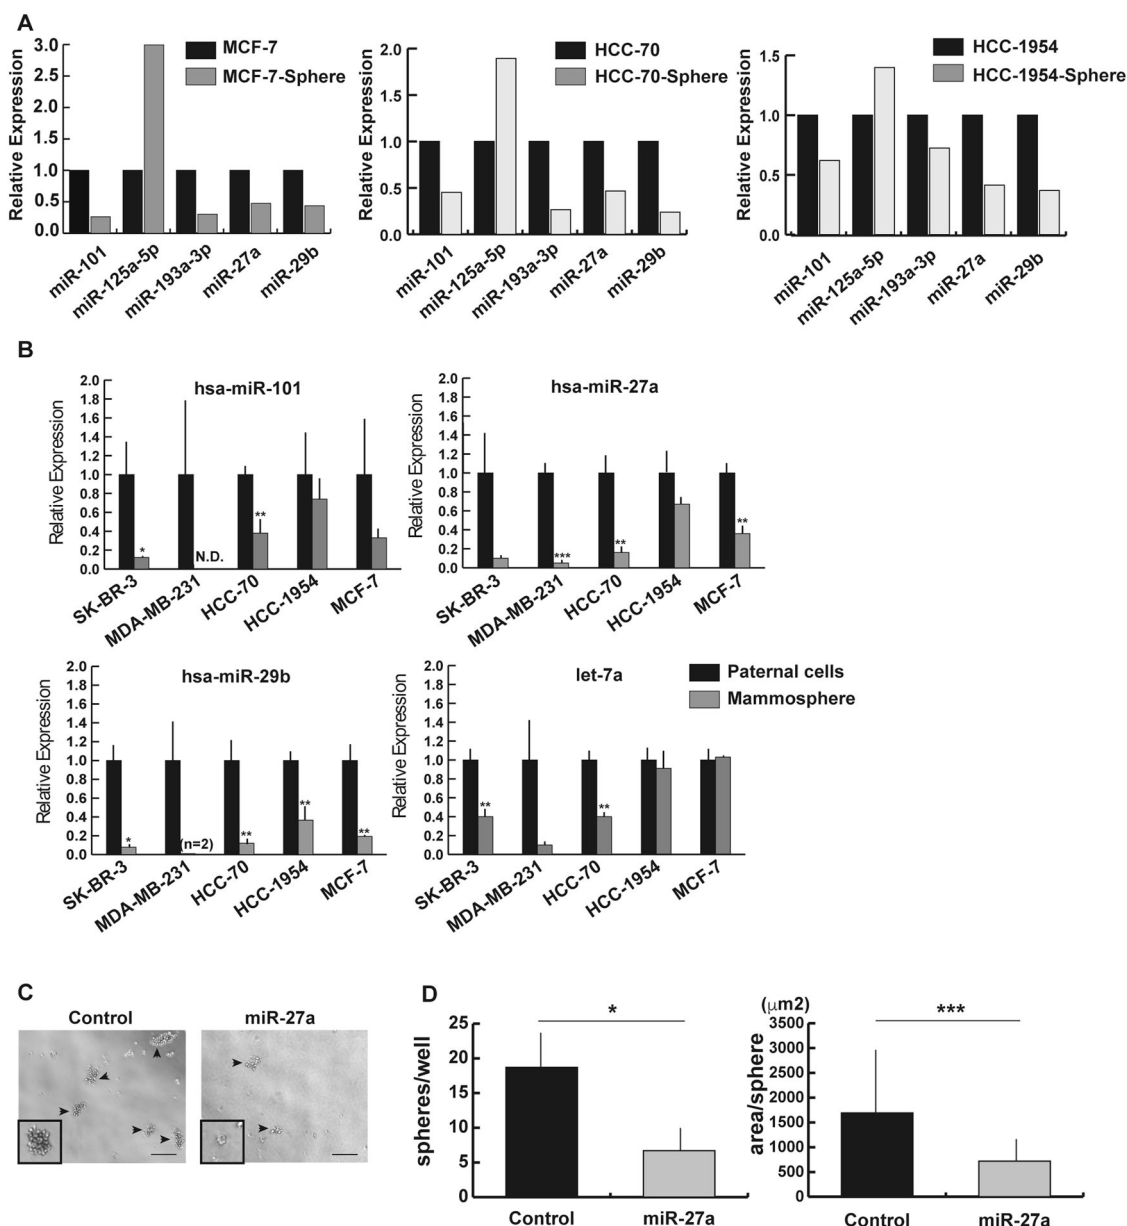 A
Relative Expression
3.0
2.5
2.0
1.5
1.0
0.5
0.0
MCF-7
MCF-7-Sphere
miR-101
miR-125a-5p
miR-193a-3p
miR-27a
miR-29b
Relative Expression
2.0
1.5
1.0
0.5
0.0
HCC-70
HCC-70-Sphere
miR-101
miR-125a-5p
miR-193a-3p
miR-27a
miR-29b
Relative Expression
1.5
1.0
0.5
0.0
HCC-1954
HCC-1954-Sphere
miR-101
miR-125a-5p
miR-193a-3p
miR-27a
miR-29b
B
hsa-miR-101
Relative Expression
2.0
1.8
1.6
1.4
1.2
1.0
0.8
0.6
0.4
0.2
0.0
*
N.D.
**
SK-BR-3
MDA-MB-231
HCC-70
HCC-1954
MCF-7
hsa-miR-27a
Relative Expression
2.0
1.8
1.6
1.4
1.2
1.0
0.8
0.6
0.4
0.2
0.0
***
**
**
SK-BR-3
MDA-MB-231
HCC-70
HCC-1954
MCF-7
hsa-miR-29b
Relative Expression
2.0
1.8
1.6
1.4
1.2
1.0
0.8
0.6
0.4
0.2
0.0
*
(n=2)
**
**
**
SK-BR-3
MDA-MB-231
HCC-70
HCC-1954
MCF-7
let-7a
Relative Expression
2.0
1.8
1.6
1.4
1.2
1.0
0.8
0.6
0.4
0.2
0.0
**
**
SK-BR-3
MDA-MB-231
HCC-70
HCC-1954
MCF-7
Paternal cells
Mammosphere
C
Control
miR-27a
D
spheres/well
25
20
15
10
5
0
*
Control
miR-27a
(μm2)
area/sphere
3500
3000
2500
2000
1500
1000
500
0
***
Control
miR-27a